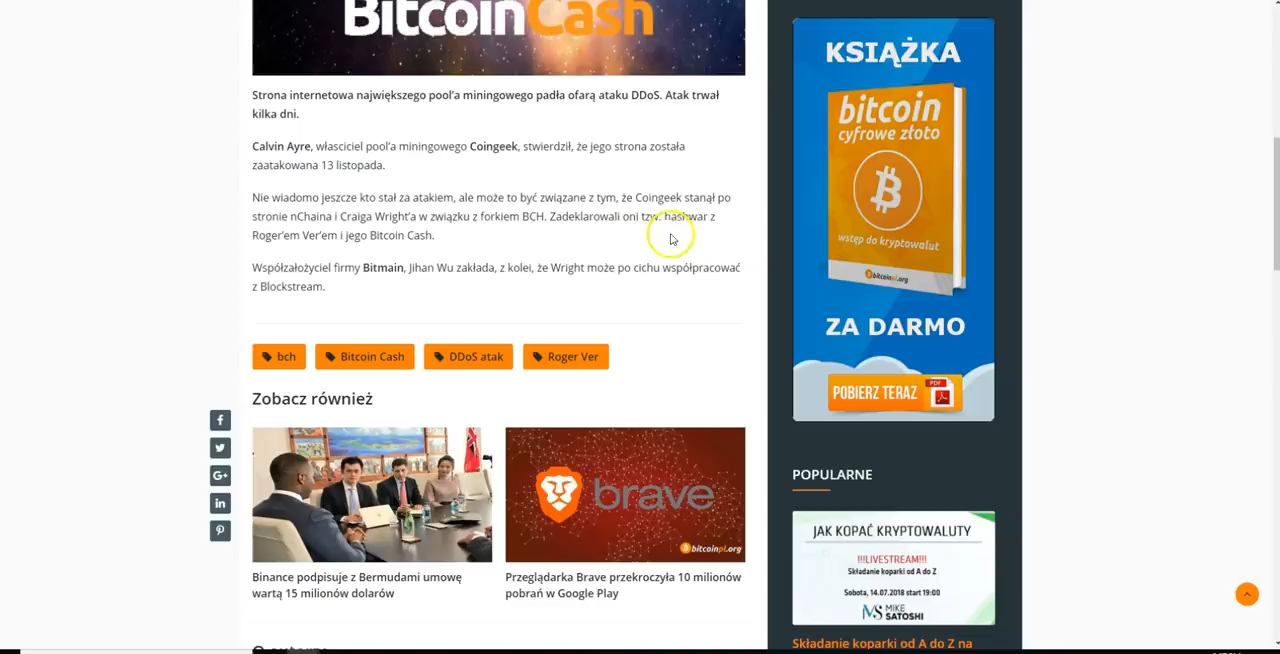 BitcoinCash
Strona internetowa największego pool'a miningowego padła ofarą ataku DDoS. Atak trwał
kilka dni.
Calvin Ayre, własciciel pool'a miningowego Coingeek, stwierdził, że jego strona została
zaatakowana 13 listopada.
Nie wiadomo jeszcze kto stał za atakiem, ale może to być związane z tym, że Coingeek stanął po
stronie nChaina i Craiga Wright'a w związku z forkiem BCH. Zadeklarowali oni tzw. hashwar z
Roger'em Ver'em i jego Bitcoin Cash.
Współzałożyciel firmy Bitmain, Jihan Wu zakłada, z kolei, że Wright może po cichu współpracować
z Blockstream.
bch
Bitcoin Cash
DDoS atak
Roger Ver
Zobacz również
brave
bitcoinpl.org
Binance podpisuje z Bermudami umowę
wartą 15 milionów dolarów
Przeglądarka Brave przekroczyła 10 milionów
pobrań w Google Play
KSIĄŻKA
bitcoin
cyfrowe złoto
wstęp do kryptowalut
bitcoinpl.org
ZA DARMO
POBIERZ TERAZ
PDF
POPULARNE
JAK KOPAĆ KRYPTOWALUTY
!!!LIVESTREAM!!!
Składanie koparki od A do Z
Sobota, 14.07.2018 start 19:00
MS MIKE
SATOSHI
Składanie koparki od A do Z na